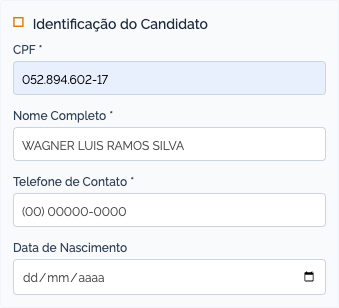 Identificação do Candidato
CPF *
052.894.602-17
Nome Completo *
WAGNER LUIS RAMOS SILVA
Telefone de Contato *
(00) 00000-0000
Data de Nascimento
dd/mm/aaaa